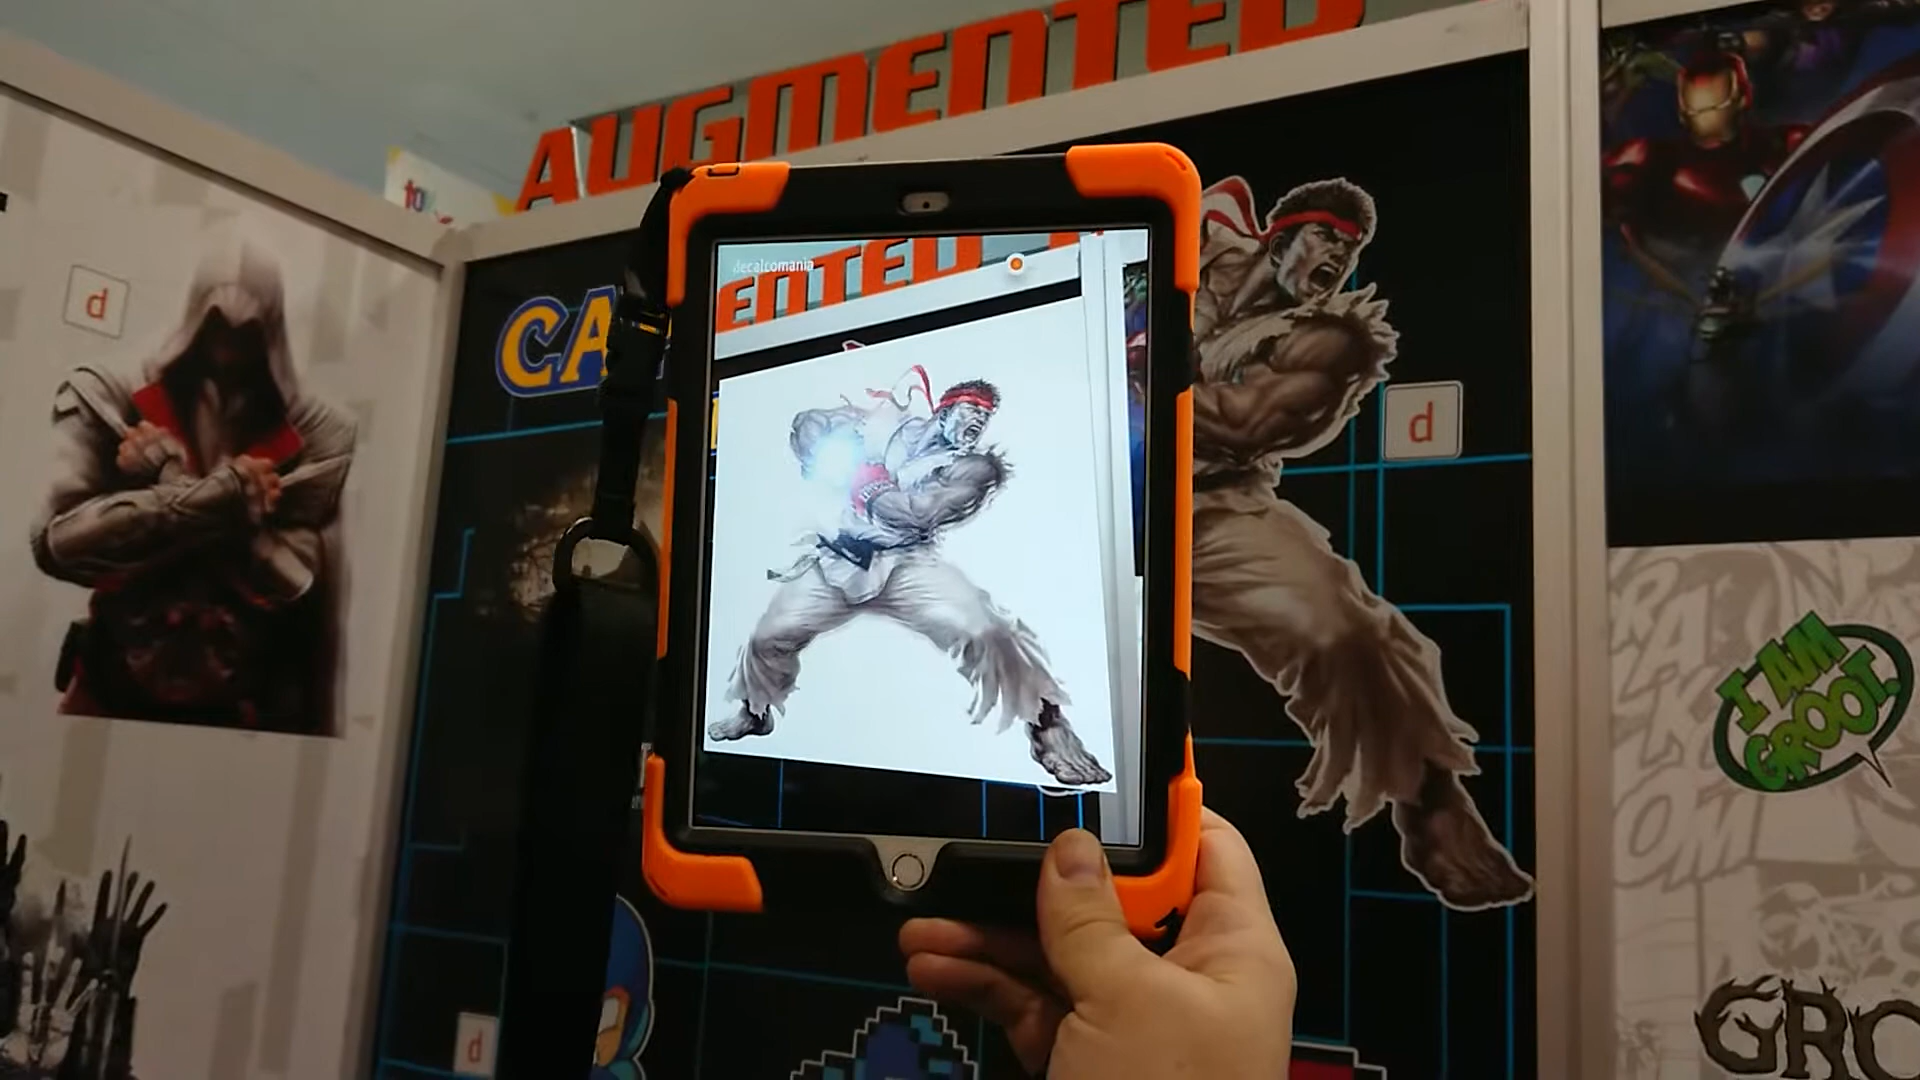 AUGMENTED
decalcomania
ENTED
CA
d
d
d
I AM
GROOT.
GRO